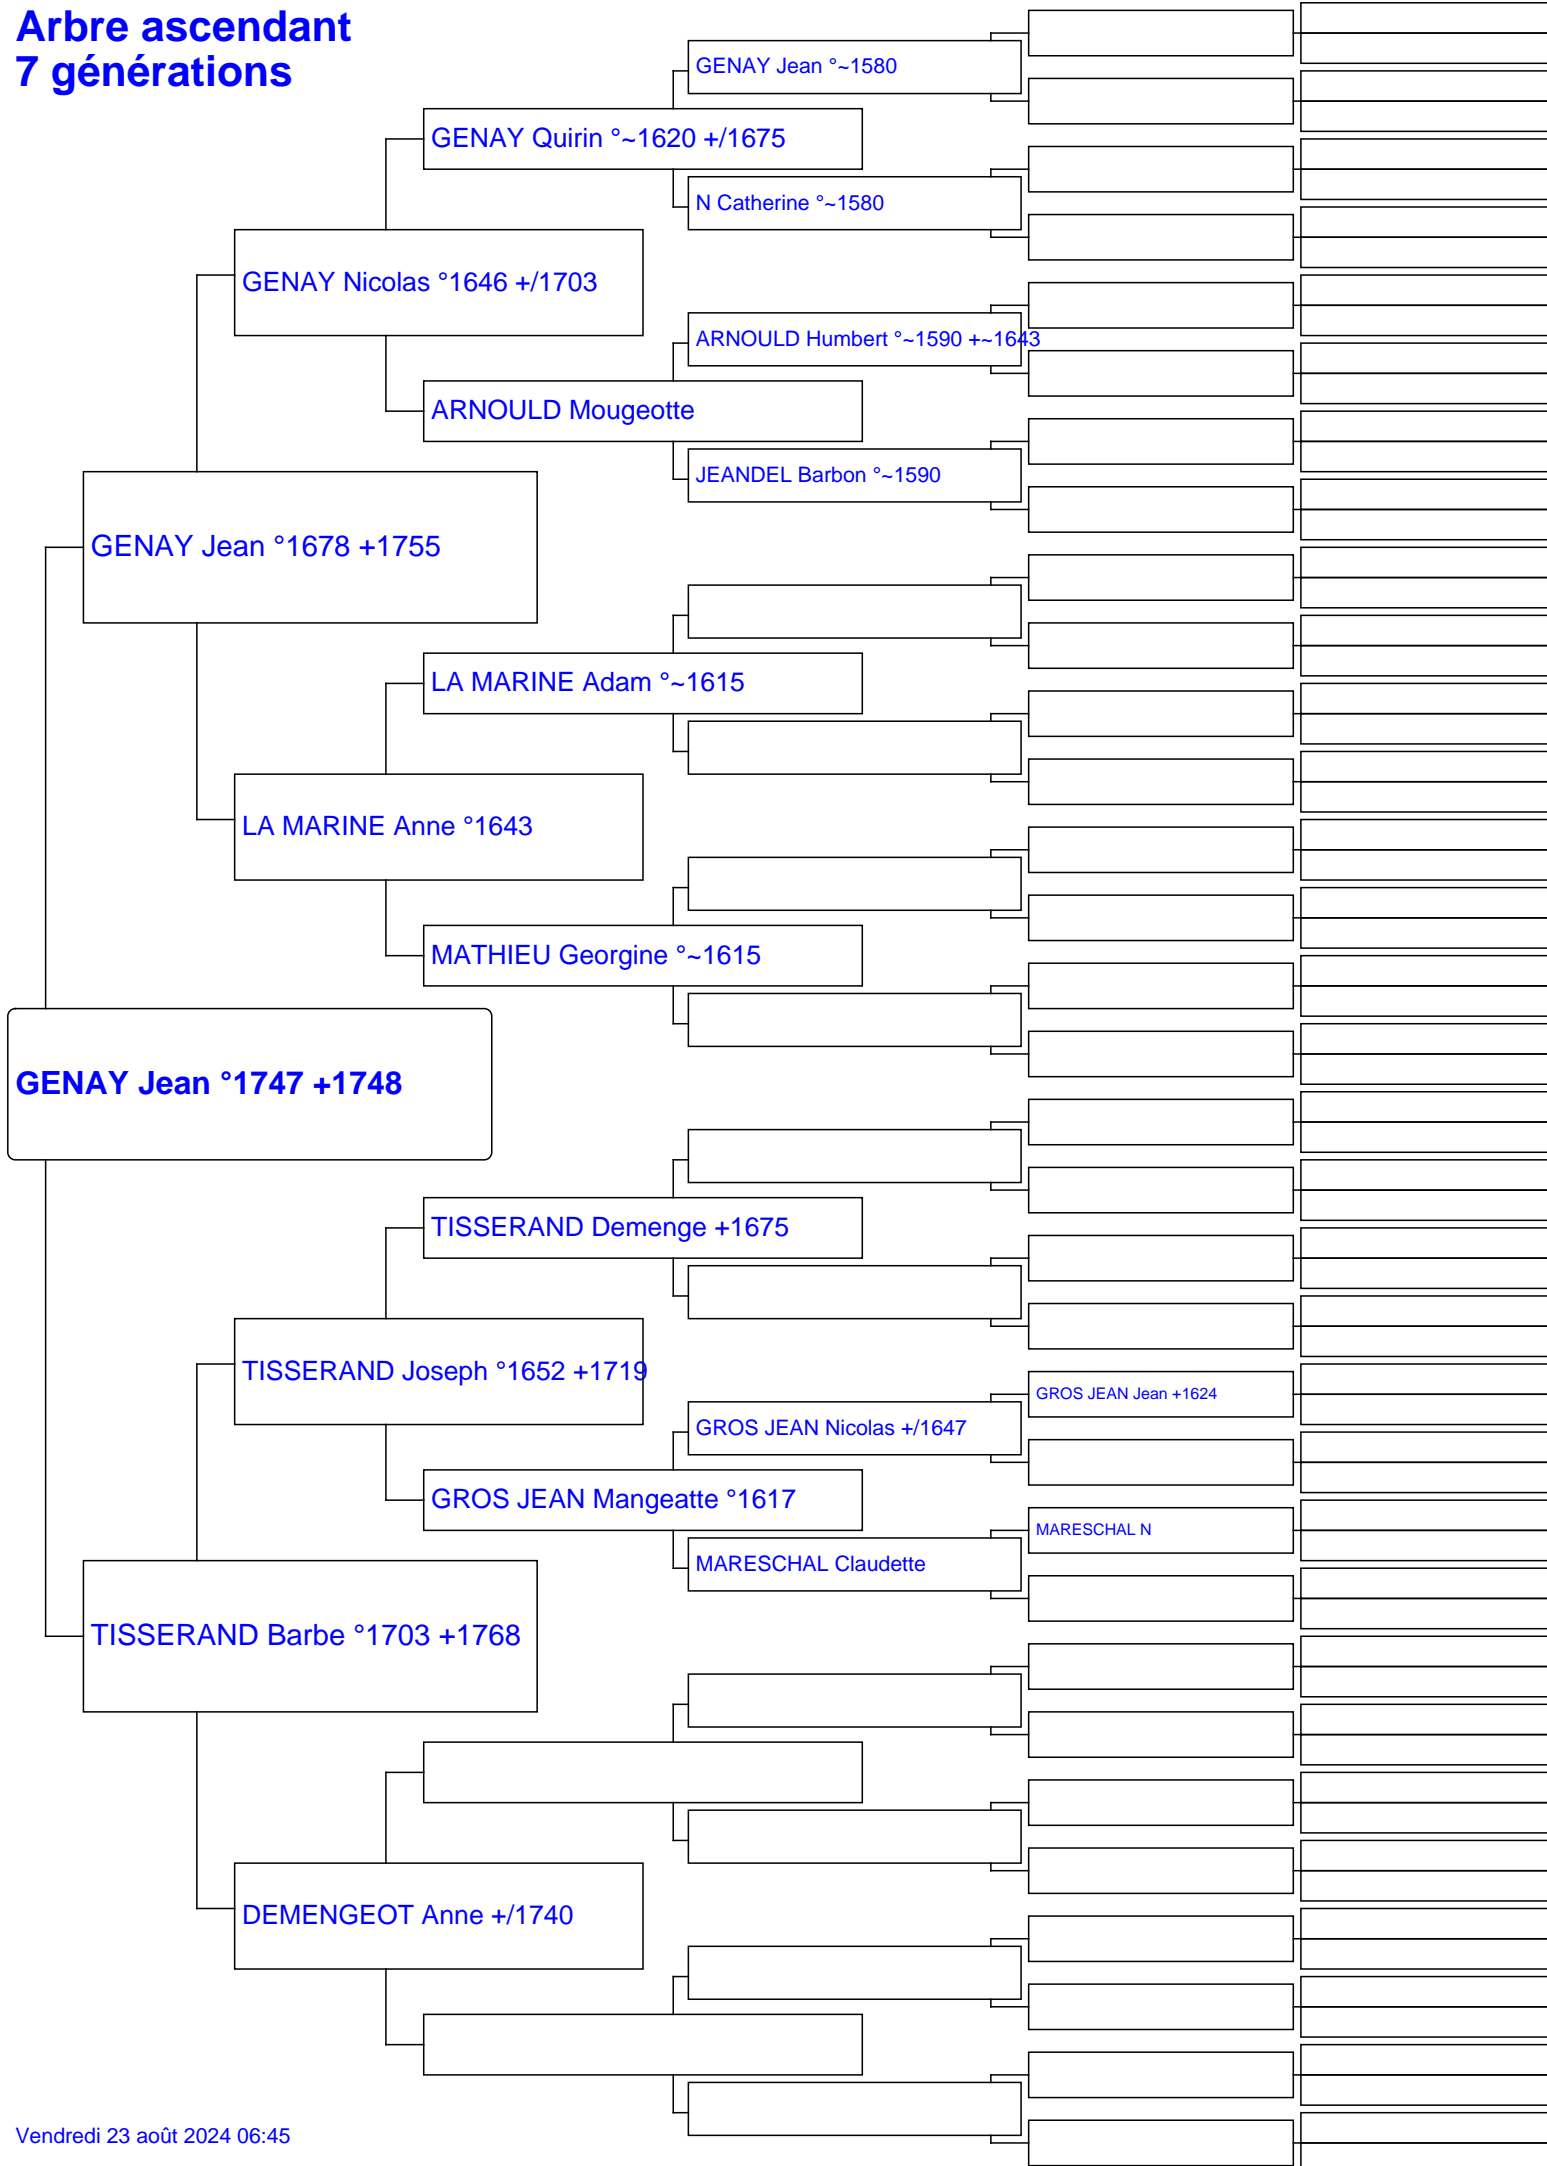 Arbre ascendant
7 générations
GENAY Jean °~1580
GENAY Quirin °~1620 +/1675
N Catherine °~1580
GENAY Nicolas °1646 +/1703
ARNOULD Humbert °~1590 +~1643
ARNOULD Mougeotte
JEANDEL Barbon °~1590
GENAY Jean °1678 +1755
LA MARINE Adam °~1615
LA MARINE Anne °1643
MATHIEU Georgine °~1615
GENAY Jean °1747 +1748
TISSERAND Demenge +1675
TISSERAND Joseph °1652 +1719
GROS JEAN Jean +1624
GROS JEAN Nicolas +/1647
GROS JEAN Mangeatte °1617
MARESCHAL N
MARESCHAL Claudette
TISSERAND Barbe °1703 +1768
DEMENGEOT Anne +/1740
Vendredi 23 août 2024 06:45